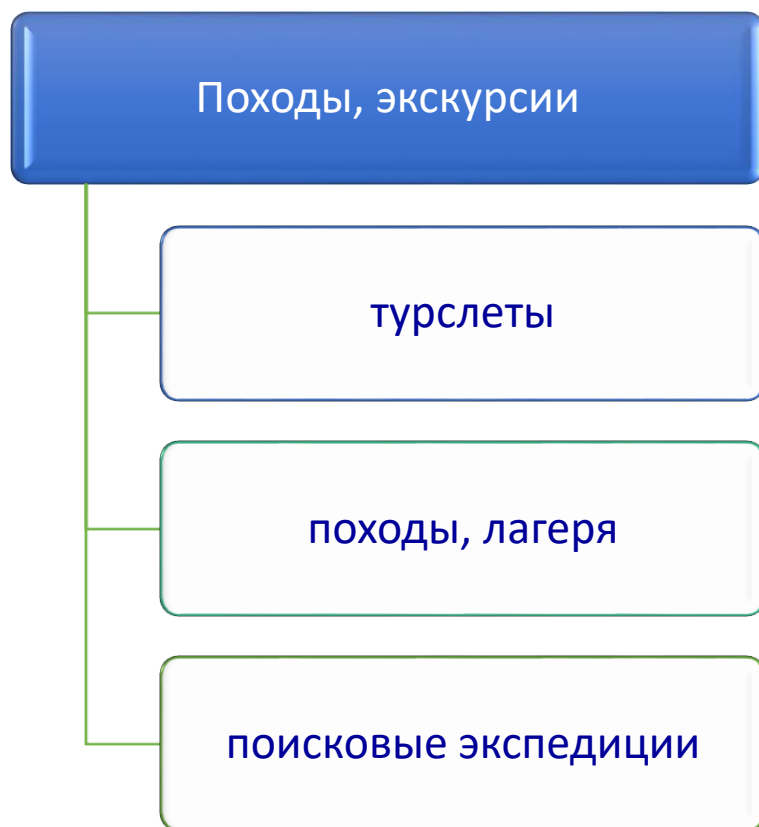 Походы, экскурсии
турслеты
походы, лагеря
поисковые экспедиции